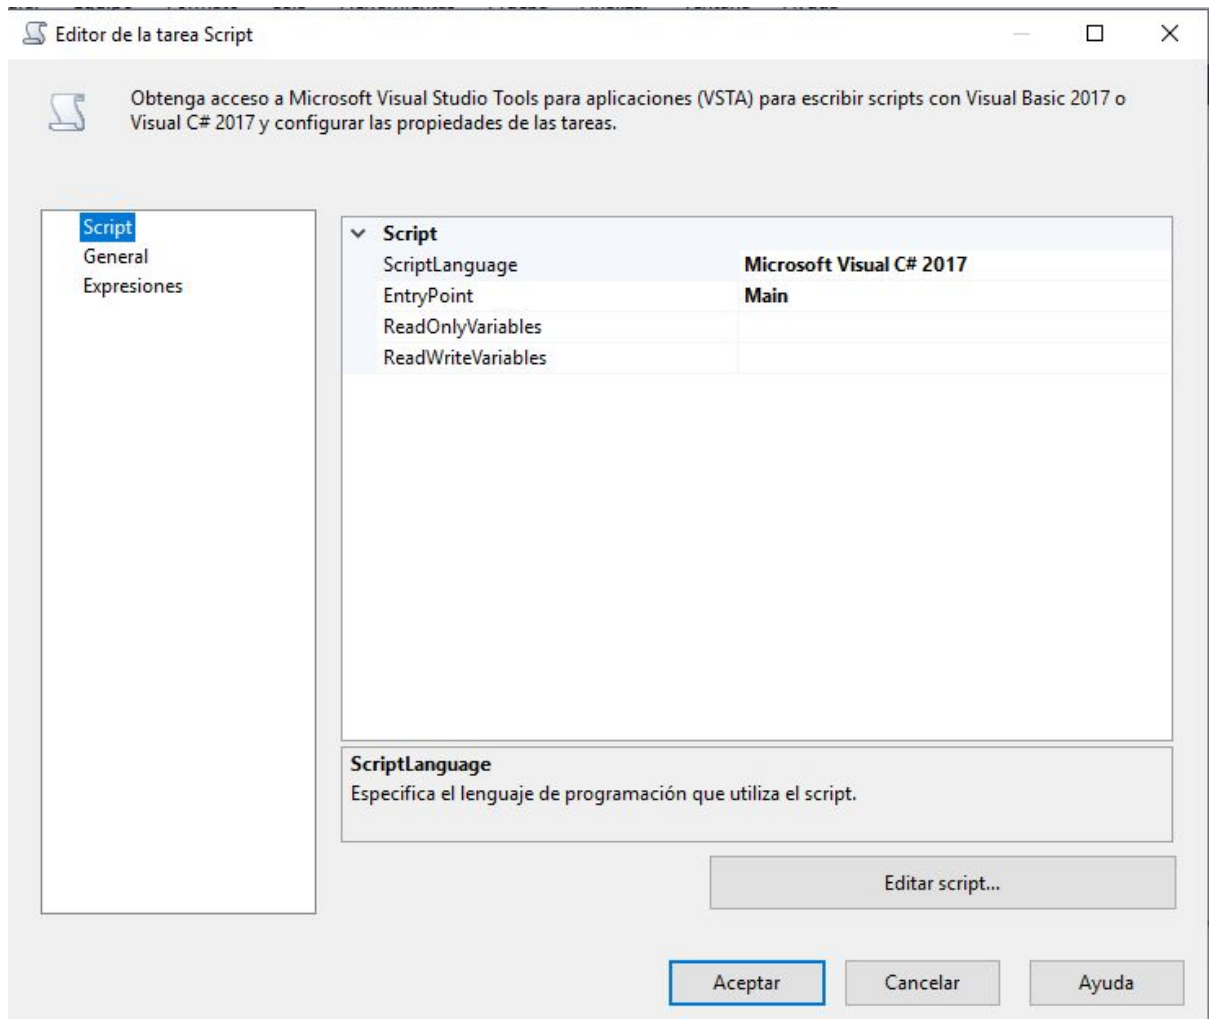 Editor de la tarea Script
Obtenga acceso a Microsoft Visual Studio Tools para aplicaciones (VSTA) para escribir scripts con Visual Basic 2017 o
Visual C# 2017 y configurar las propiedades de las tareas.
Script
General
Expresiones
Script
ScriptLanguage Microsoft Visual C# 2017
EntryPoint Main
ReadOnlyVariables
ReadWriteVariables
ScriptLanguage
Especifica el lenguaje de programación que utiliza el script.
Editar script...
Aceptar Cancelar Ayuda